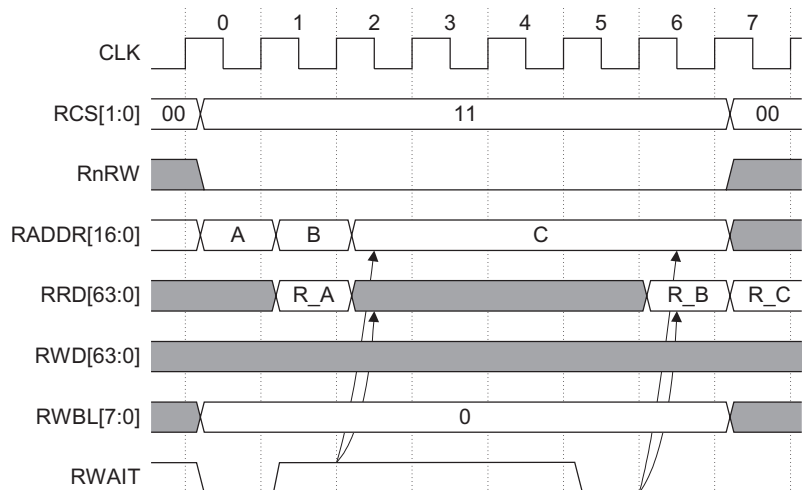 0 1 2 3 4 5 6 7
CLK
RCS[1:0] 00 11 00
RnRW
RADDR[16:0] A B C
RRD[63:0] R_A R_B R_C
RWD[63:0]
RWBL[7:0] 0
RWAIT